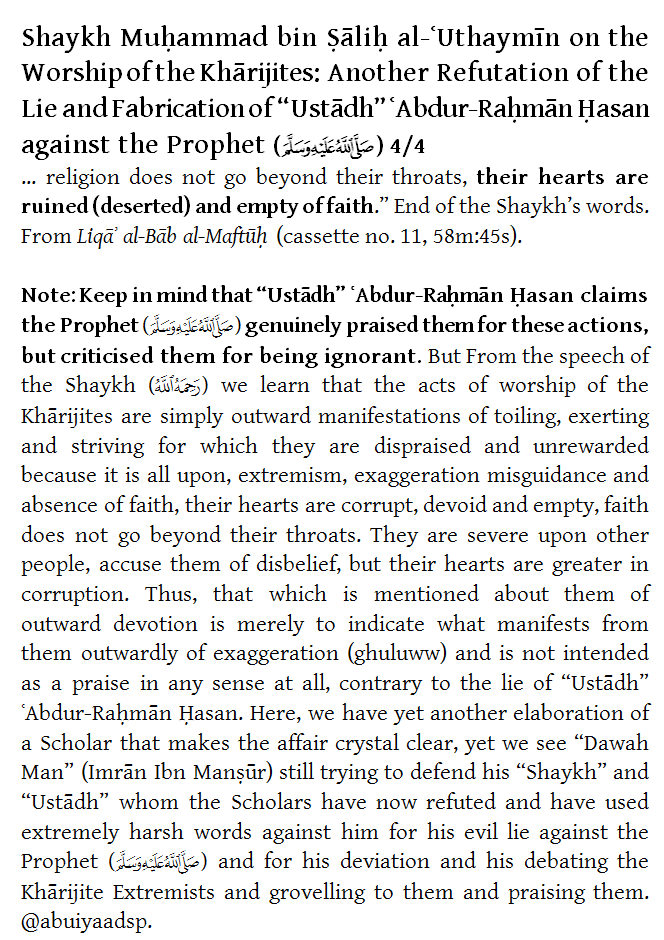 Shaykh Muḥammad bin Ṣāliḥ al-ʿUthaymīn on the
Worship of the Khārijites: Another Refutation of the
Lie and Fabrication of “Ustādh” ʿAbdur-Raḥmān Ḥasan
against the Prophet (صَلَّى اللَّهُ عَلَيْهِ وَسَلَّمَ) 4/4
... religion does not go beyond their throats, their hearts are
ruined (deserted) and empty of faith.” End of the Shaykh’s words.
From Liqāʾ al-Bāb al-Maftūḥ (cassette no. 11, 58m:45s).
Note: Keep in mind that “Ustādh” ʿAbdur-Raḥmān Ḥasan claims
the Prophet (صَلَّى اللَّهُ عَلَيْهِ وَسَلَّمَ) genuinely praised them for these actions,
but criticised them for being ignorant. But From the speech of
the Shaykh (رَحِمَهُ اللَّهُ) we learn that the acts of worship of the
Khārijites are simply outward manifestations of toiling, exerting
and striving for which they are dispraised and unrewarded
because it is all upon, extremism, exaggeration misguidance and
absence of faith, their hearts are corrupt, devoid and empty, faith
does not go beyond their throats. They are severe upon other
people, accuse them of disbelief, but their hearts are greater in
corruption. Thus, that which is mentioned about them of
outward devotion is merely to indicate what manifests from
them outwardly of exaggeration (ghuluww) and is not intended
as a praise in any sense at all, contrary to the lie of “Ustādh”
ʿAbdur-Raḥmān Ḥasan. Here, we have yet another elaboration of
a Scholar that makes the affair crystal clear, yet we see “Dawah
Man” (Imrān Ibn Manṣūr) still trying to defend his “Shaykh” and
“Ustādh” whom the Scholars have now refuted and have used
extremely harsh words against him for his evil lie against the
Prophet (صَلَّى اللَّهُ عَلَيْهِ وَسَلَّمَ) and for his deviation and his debating the
Khārijite Extremists and grovelling to them and praising them.
@abuiyaadsp.